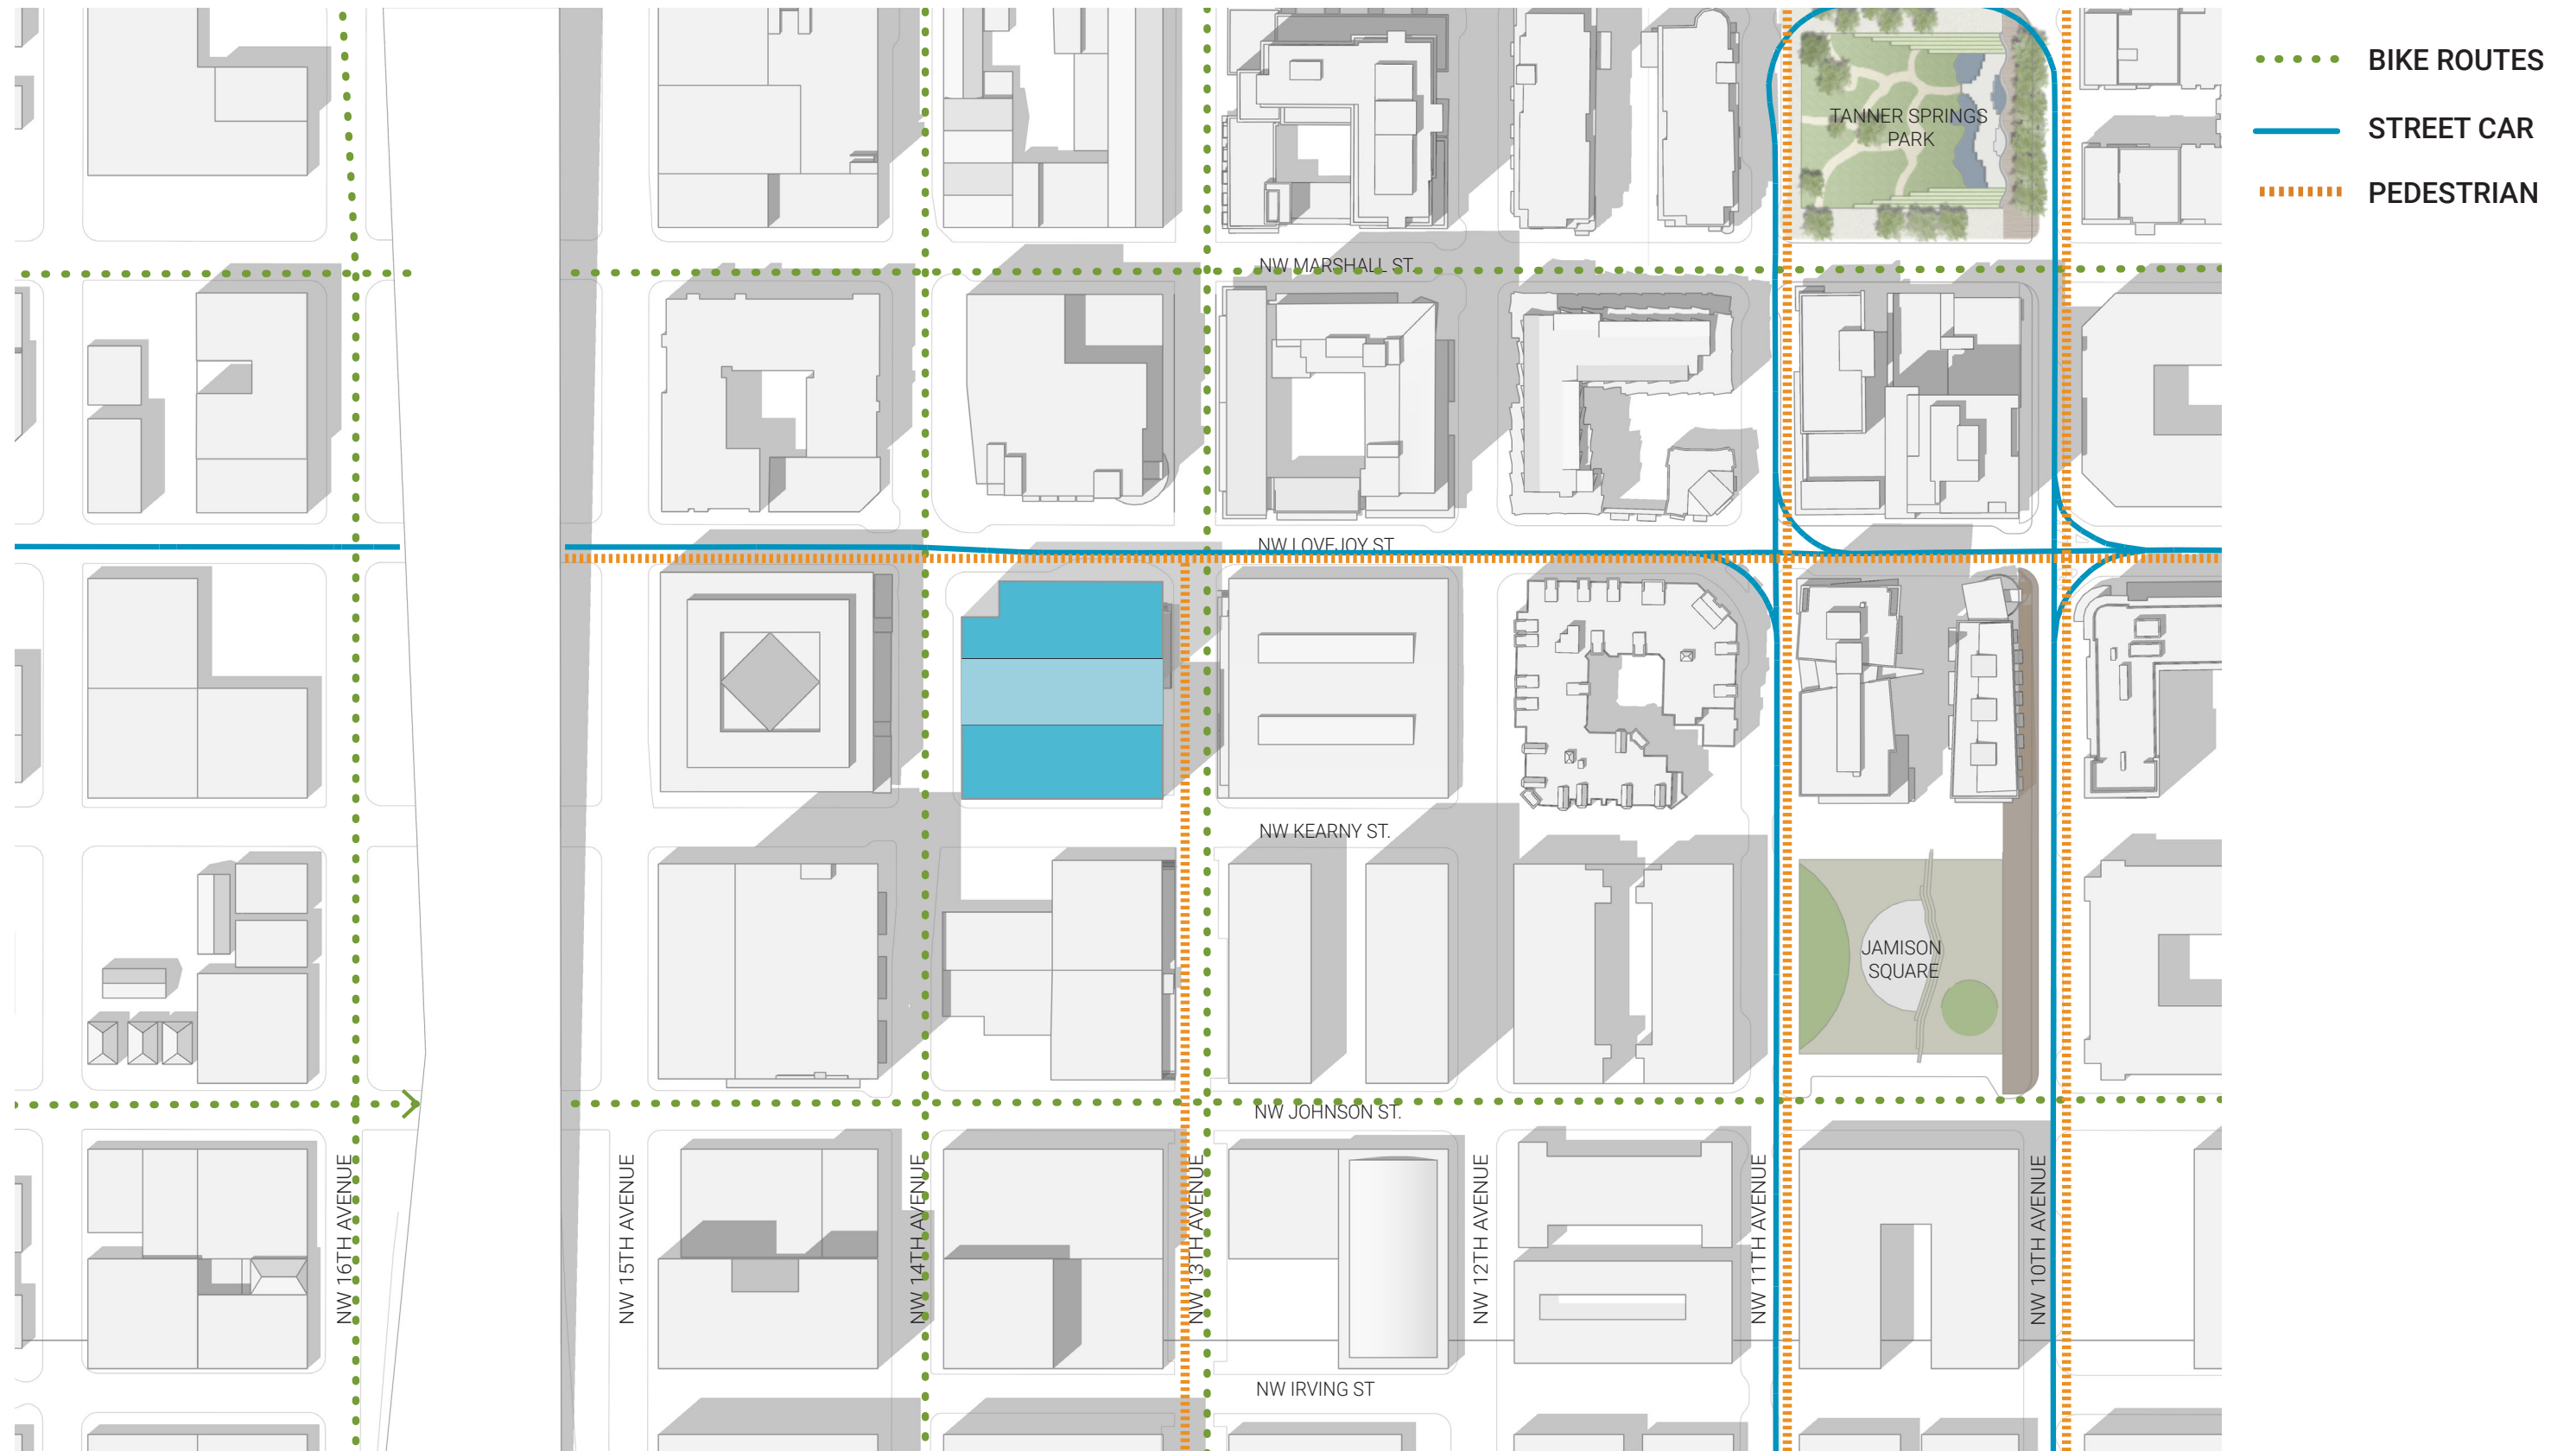 BIKE ROUTES
STREET CAR
PEDESTRIAN
TANNER SPRINGS
PARK
NW MARSHALL ST.
NW LOVEJOY ST
NW KEARNY ST.
JAMISON
SQUARE
NW JOHNSON ST.
NW 16TH AVENUE
NW 15TH AVENUE
NW 14TH AVENUE
NW 13TH AVENUE
NW 12TH AVENUE
NW 11TH AVENUE
NW 10TH AVENUE
NW IRVING ST